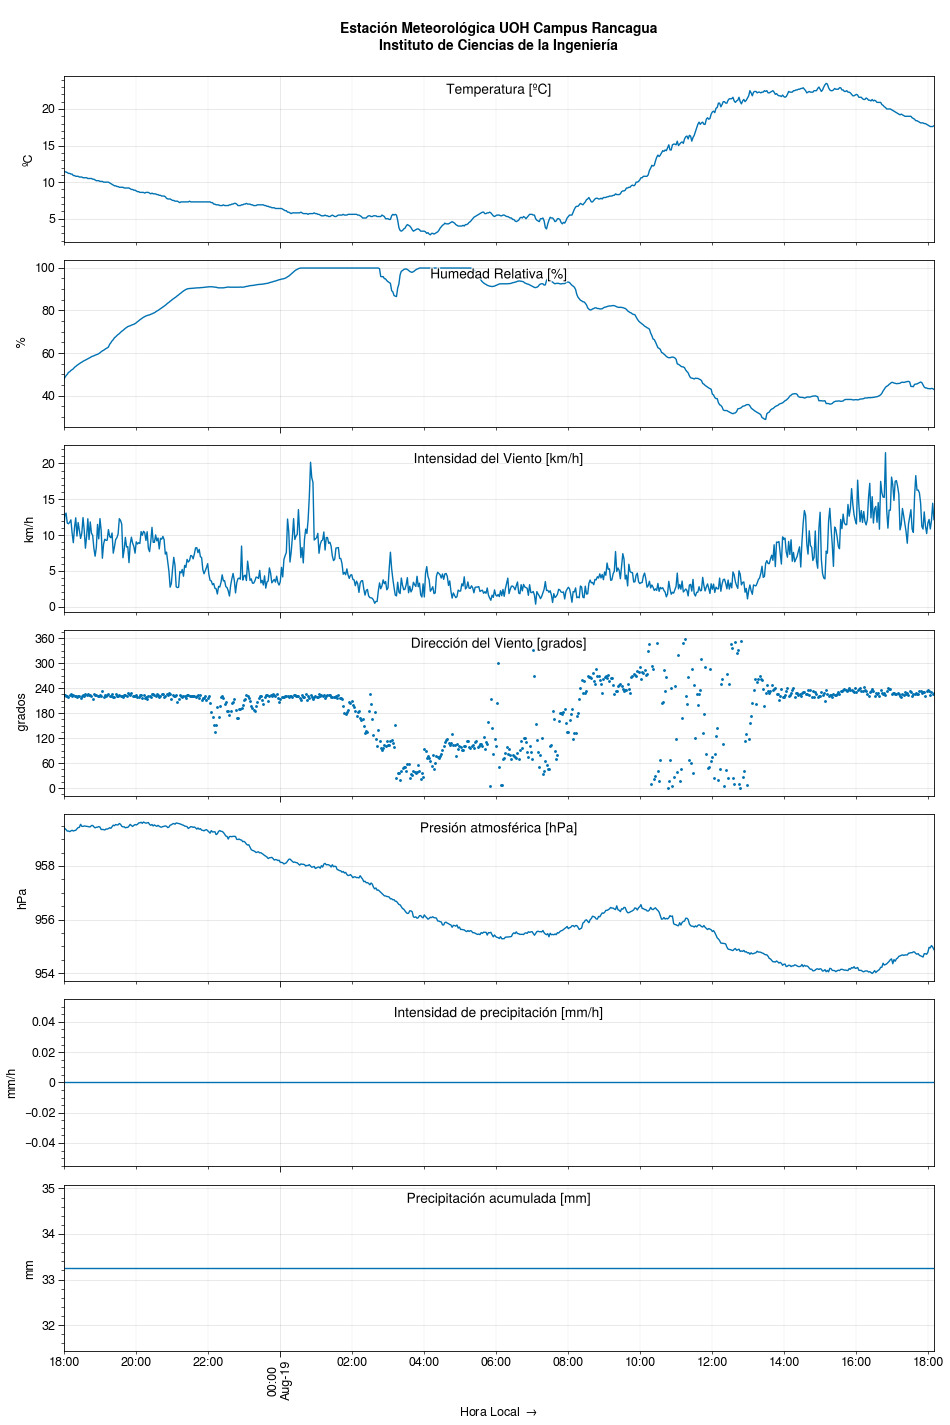 Estación Meteorológica UOH Campus Rancagua
Instituto de Ciencias de la Ingeniería
Temperatura [ºC]
20
15
10
5
ºC
Humedad Relativa [%]
100
80
60
40
%
Intensidad del Viento [km/h]
20
15
10
5
0
km/h
Dirección del Viento [grados]
360
300
240
180
120
60
0
grados
Presión atmosférica [hPa]
958
956
954
hPa
Intensidad de precipitación [mm/h]
0.04
0.02
0
−0.02
−0.04
mm/h
Precipitación acumulada [mm]
35
34
33
32
mm
18:00 20:00 22:00 00:00 02:00 04:00 06:00 08:00 10:00 12:00 14:00 16:00 18:00
Aug-19
Hora Local →